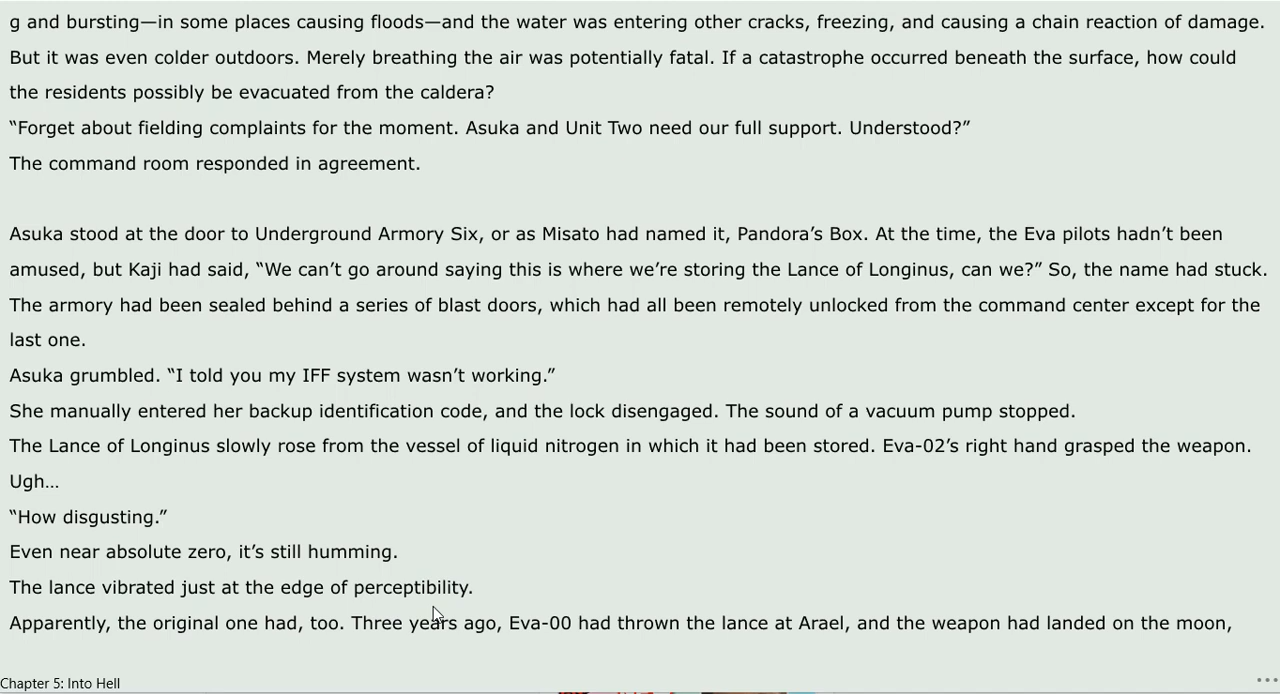 g and bursting—in some places causing floods—and the water was entering other cracks, freezing, and causing a chain reaction of damage.
But it was even colder outdoors. Merely breathing the air was potentially fatal. If a catastrophe occurred beneath the surface, how could
the residents possibly be evacuated from the caldera?
“Forget about fielding complaints for the moment. Asuka and Unit Two need our full support. Understood?”
The command room responded in agreement.
Asuka stood at the door to Underground Armory Six, or as Misato had named it, Pandora’s Box. At the time, the Eva pilots hadn’t been
amused, but Kaji had said, “We can’t go around saying this is where we’re storing the Lance of Longinus, can we?” So, the name had stuck.
The armory had been sealed behind a series of blast doors, which had all been remotely unlocked from the command center except for the
last one.
Asuka grumbled. “I told you my IFF system wasn’t working.”
She manually entered her backup identification code, and the lock disengaged. The sound of a vacuum pump stopped.
The Lance of Longinus slowly rose from the vessel of liquid nitrogen in which it had been stored. Eva-02’s right hand grasped the weapon.
Ugh…
“How disgusting.”
Even near absolute zero, it’s still humming.
The lance vibrated just at the edge of perceptibility.
Apparently, the original one had, too. Three years ago, Eva-00 had thrown the lance at Arael, and the weapon had landed on the moon,
Chapter 5: Into Hell